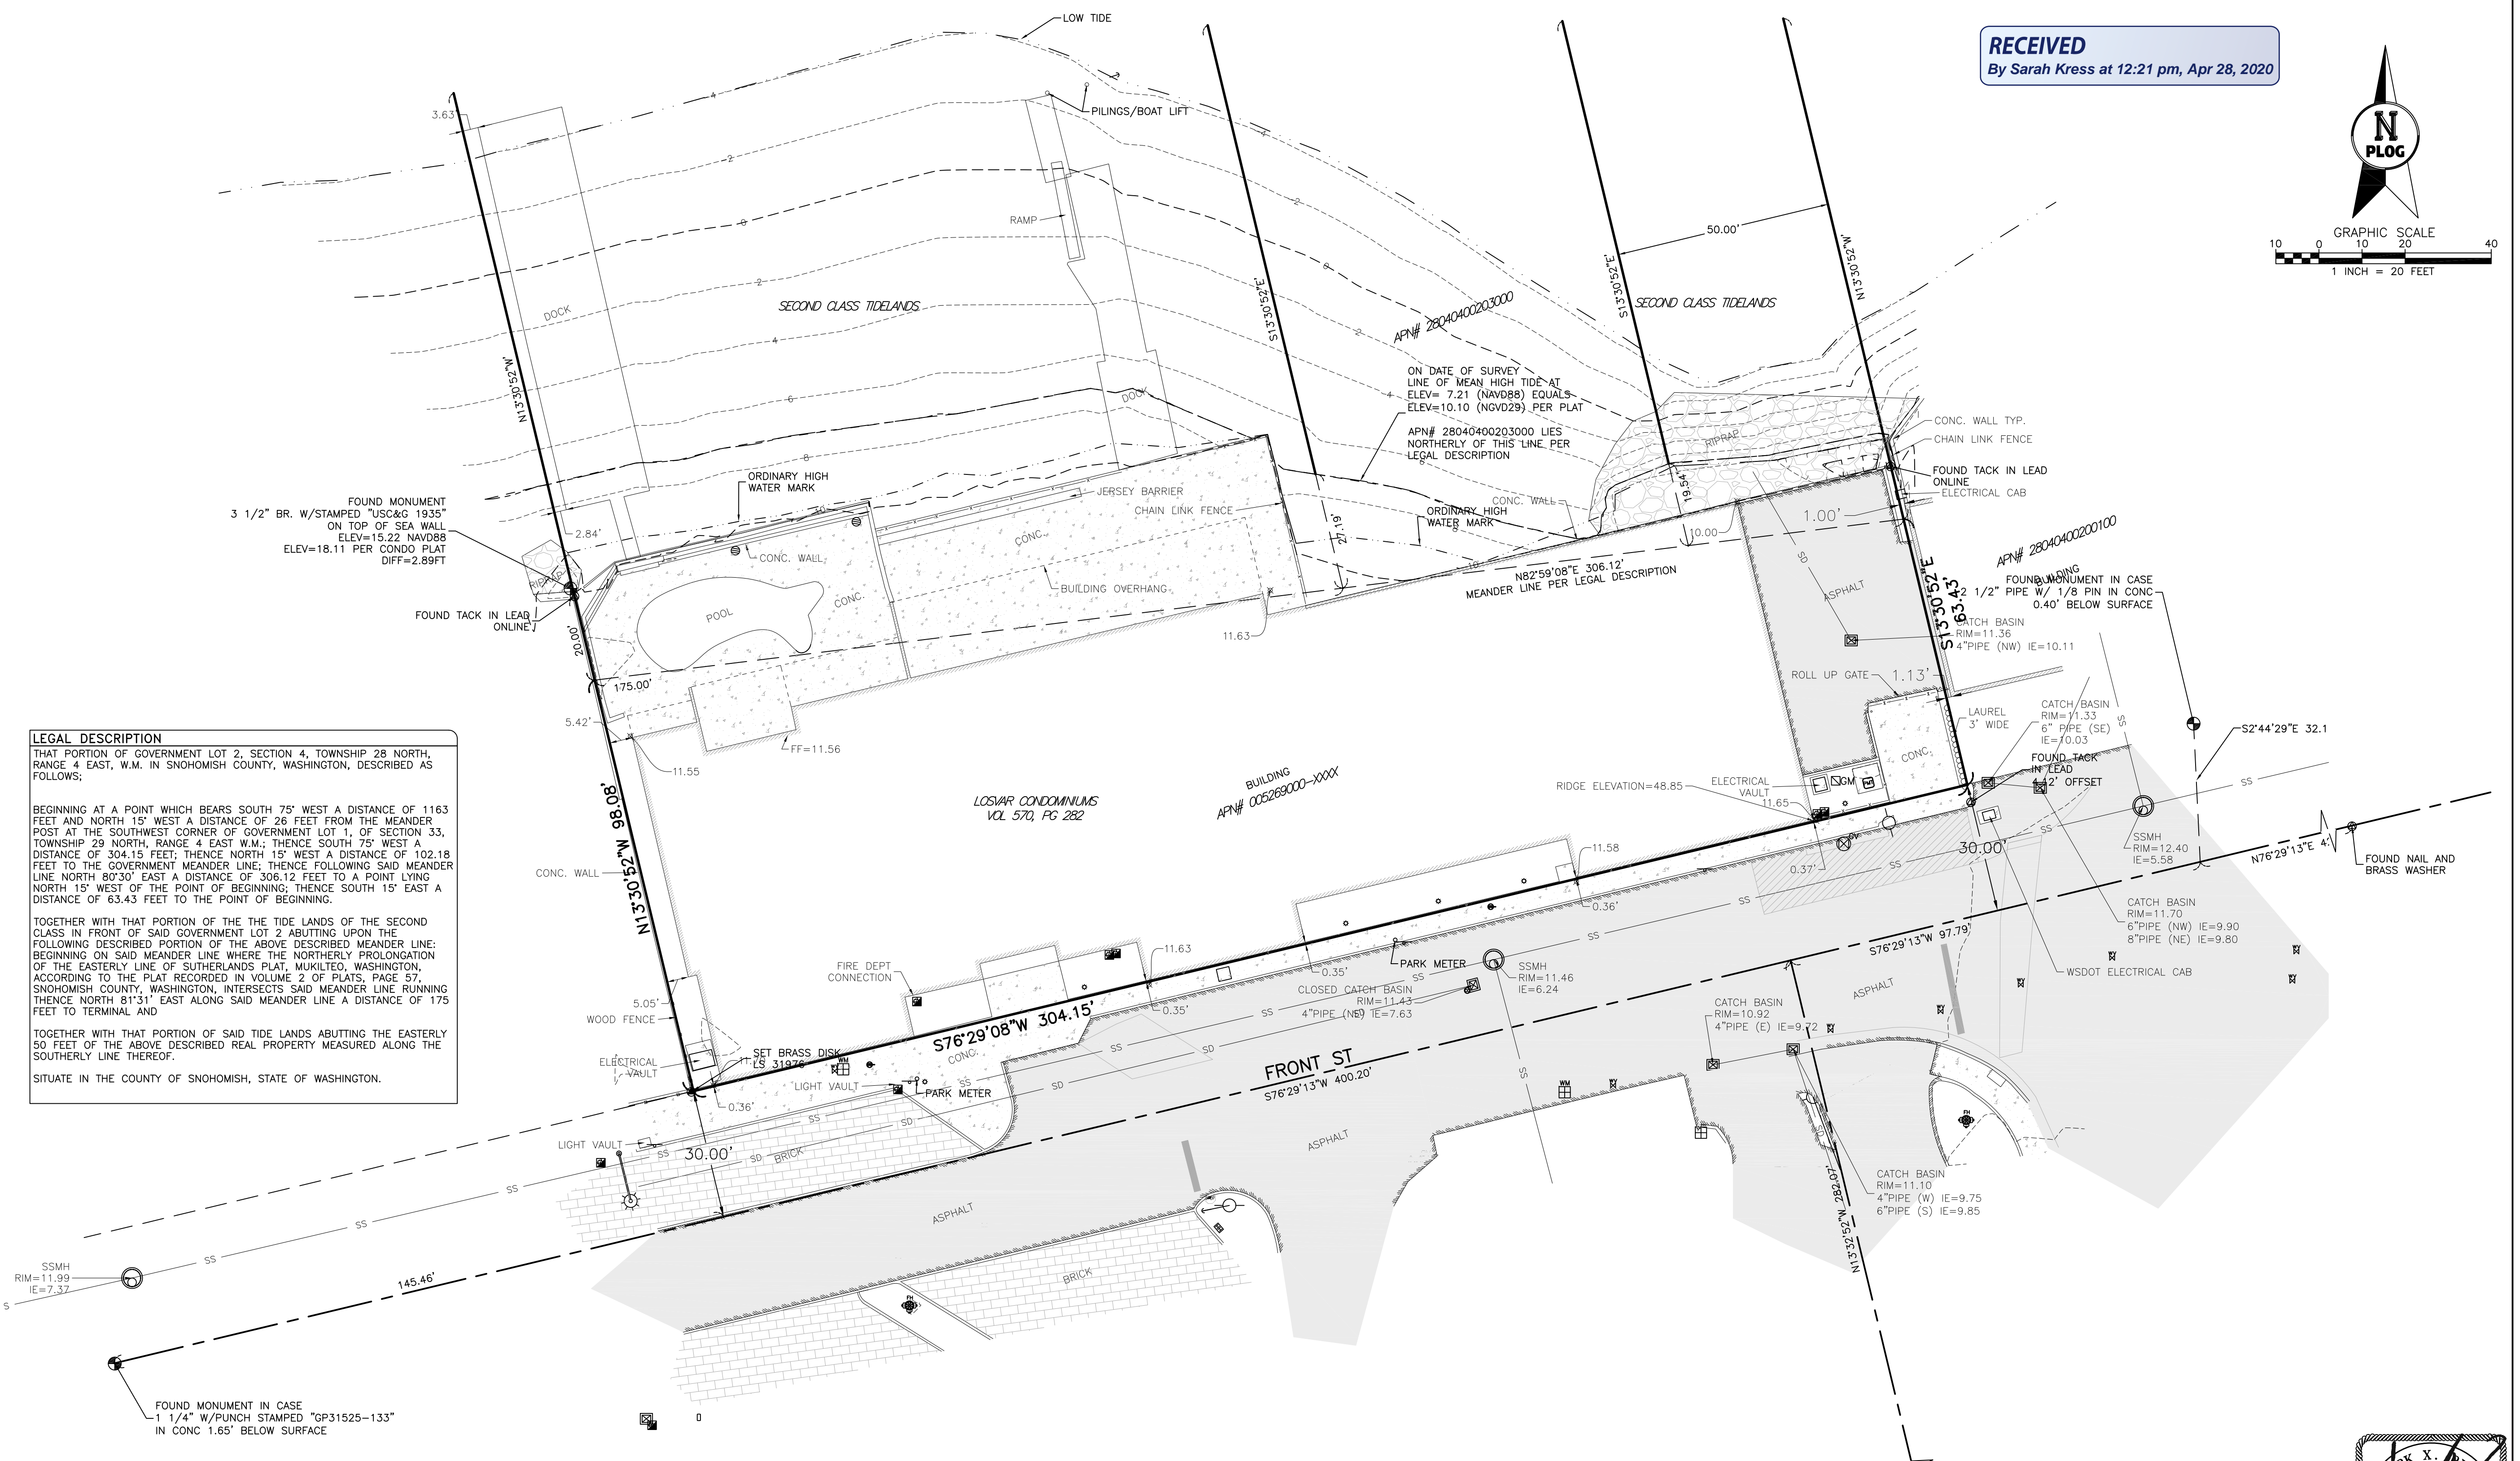 LOW TIDE
RECEIVED
By Sarah Kress at 12:21 pm, Apr 28, 2020
N
PLOG
GRAPHIC SCALE
10 0 10 20 40
1 INCH = 20 FEET
3.63'
PILINGS/BOAT LIFT
RAMP
50.00'
DOCK
SECOND CLASS TIDELANDS
SECOND CLASS TIDELANDS
N13°30'52"W
S13°30'52"E
S13°30'52"E
N13°30'52"W
APN# 28040400203000
ON DATE OF SURVEY
LINE OF MEAN HIGH TIDE AT
ELEV= 7.21 (NAVD88) EQUALS
ELEV=10.10 (NGVD29) PER PLAT
APN# 28040400203000 LIES
NORTHERLY OF THIS LINE PER
LEGAL DESCRIPTION
DOCK
RIPRAP
CONC. WALL TYP.
CHAIN LINK FENCE
FOUND TACK IN LEAD
ONLINE
ELECTRICAL CAB
FOUND MONUMENT
3 1/2" BR. W/STAMPED "USC&G 1935"
ON TOP OF SEA WALL
ELEV=15.22 NAVD88
ELEV=18.11 PER CONDO PLAT
DIFF=2.89FT
ORDINARY HIGH
WATER MARK
JERSEY BARRIER
CHAIN LINK FENCE
CONC. WALL
ORDINARY HIGH
WATER MARK
19.54'
27.19'
10.00
1.00'
2.84'
CONC. WALL
CONC.
RIPRAP
POOL
CONC.
BUILDING OVERHANG
N82°59'08"E 306.12'
MEANDER LINE PER LEGAL DESCRIPTION
FOUND TACK IN LEAD
ONLINE
20.00'
175.00'
11.63
ASPHALT
SD
S13°30'52"E
63.43'
APN# 28040400200100
BUILDING
FOUND MONUMENT IN CASE
2 1/2" PIPE W/ 1/8 PIN IN CONC
0.40' BELOW SURFACE
CATCH BASIN
RIM=11.36
4"PIPE (NW) IE=10.11
ROLL UP GATE
1.13'
LAUREL
3' WIDE
CONC.
CATCH BASIN
RIM=11.33
6" PIPE (SE)
IE=10.03
FOUND TACK
IN LEAD
4.12' OFFSET
S2°44'29"E 32.1
SS
5.42'
11.55
FF=11.56
LOSVAR CONDOMINIUMS
VOL 570, PG 282
BUILDING
APN# 005269000-XXXX
RIDGE ELEVATION=48.85
ELECTRICAL
VAULT
11.65
GM
LEGAL DESCRIPTION
THAT PORTION OF GOVERNMENT LOT 2, SECTION 4, TOWNSHIP 28 NORTH,
RANGE 4 EAST, W.M. IN SNOHOMISH COUNTY, WASHINGTON, DESCRIBED AS
FOLLOWS;
BEGINNING AT A POINT WHICH BEARS SOUTH 75° WEST A DISTANCE OF 1163
FEET AND NORTH 15° WEST A DISTANCE OF 26 FEET FROM THE MEANDER
POST AT THE SOUTHWEST CORNER OF GOVERNMENT LOT 1, OF SECTION 33,
TOWNSHIP 29 NORTH, RANGE 4 EAST W.M.; THENCE SOUTH 75° WEST A
DISTANCE OF 304.15 FEET; THENCE NORTH 15° WEST A DISTANCE OF 102.18
FEET TO THE GOVERNMENT MEANDER LINE; THENCE FOLLOWING SAID MEANDER
LINE NORTH 80°30' EAST A DISTANCE OF 306.12 FEET TO A POINT LYING
NORTH 15° WEST OF THE POINT OF BEGINNING; THENCE SOUTH 15° EAST A
DISTANCE OF 63.43 FEET TO THE POINT OF BEGINNING.
TOGETHER WITH THAT PORTION OF THE THE TIDE LANDS OF THE SECOND
CLASS IN FRONT OF SAID GOVERNMENT LOT 2 ABUTTING UPON THE
FOLLOWING DESCRIBED PORTION OF THE ABOVE DESCRIBED MEANDER LINE:
BEGINNING ON SAID MEANDER LINE WHERE THE NORTHERLY PROLONGATION
OF THE EASTERLY LINE OF SUTHERLANDS PLAT, MUKILTEO, WASHINGTON,
ACCORDING TO THE PLAT RECORDED IN VOLUME 2 OF PLATS, PAGE 57,
SNOHOMISH COUNTY, WASHINGTON, INTERSECTS SAID MEANDER LINE RUNNING
THENCE NORTH 81°31' EAST ALONG SAID MEANDER LINE A DISTANCE OF 175
FEET TO TERMINAL AND
TOGETHER WITH THAT PORTION OF SAID TIDE LANDS ABUTTING THE EASTERLY
50 FEET OF THE ABOVE DESCRIBED REAL PROPERTY MEASURED ALONG THE
SOUTHERLY LINE THEREOF.
SITUATE IN THE COUNTY OF SNOHOMISH, STATE OF WASHINGTON.
CONC. WALL
N13°30'52"W 98.08'
FIRE DEPT
CONNECTION
11.63
11.58
0.37'
0.36'
0.35'
0.35'
PARK METER
SSMH
RIM=11.46
IE=6.24
CLOSED CATCH BASIN
RIM=11.43
4"PIPE (NE) IE=7.63
30.00'
SSMH
RIM=12.40
IE=5.58
N76°29'13"E 4.
FOUND NAIL AND
BRASS WASHER
CATCH BASIN
RIM=11.70
6"PIPE (NW) IE=9.90
8"PIPE (NE) IE=9.80
WSDOT ELECTRICAL CAB
S76°29'13"W 97.79'
ASPHALT
CATCH BASIN
RIM=10.92
4"PIPE (E) IE=9.72
5.05'
WOOD FENCE
ELECTRICAL
VAULT
SET BRASS DISK
LS 31976
WM
S76°29'08"W 304.15'
CONC.
LIGHT VAULT
PARK METER
0.36'
FRONT ST
S76°29'13"W 400.20'
WM
ASPHALT
LIGHT VAULT
30.00'
BRICK
SD
SS
FH
CATCH BASIN
RIM=11.10
4"PIPE (W) IE=9.75
6"PIPE (S) IE=9.85
N13°32'52"W 282.07'
ASPHALT
BRICK
FH
SSMH
RIM=11.99
IE=7.37
145.46'
FOUND MONUMENT IN CASE
1 1/4" W/PUNCH STAMPED "GP31525-133"
IN CONC 1.65' BELOW SURFACE